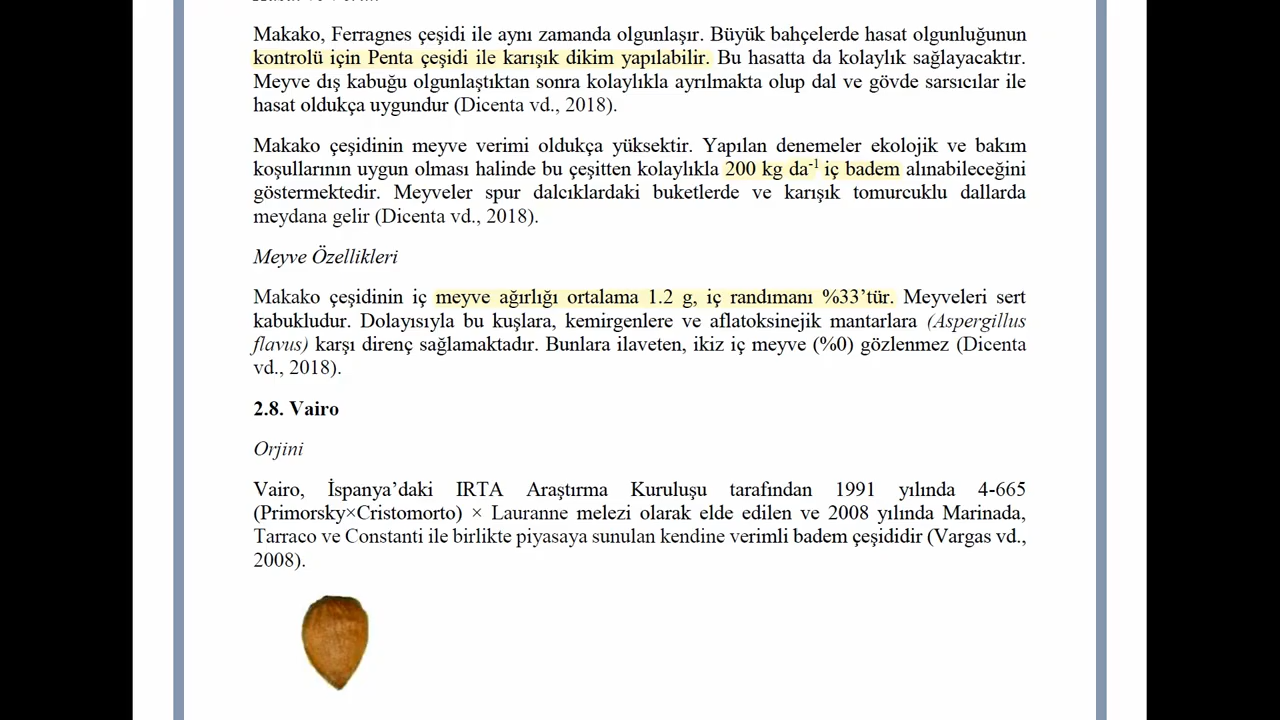 Makako, Ferragnes çeşidi ile aynı zamanda olgunlaşır. Büyük bahçelerde hasat olgunluğunun
kontrolü için Penta çeşidi ile karışık dikim yapılabilir. Bu hasatta da kolaylık sağlayacaktır.
Meyve dış kabuğu olgunlaştıktan sonra kolaylıkla ayrılmakta olup dal ve gövde sarsıcılar ile
hasat oldukça uygundur (Dicenta vd., 2018).
Makako çeşidinin meyve verimi oldukça yüksektir. Yapılan denemeler ekolojik ve bakım
koşullarının uygun olması halinde bu çeşitten kolaylıkla 200 kg da⁻¹ iç badem alınabileceğini
göstermektedir. Meyveler spur dalcıklardaki buketlerde ve karışık tomurcuklu dallarda
meydana gelir (Dicenta vd., 2018).
Meyve Özellikleri
Makako çeşidinin iç meyve ağırlığı ortalama 1.2 g, iç randımanı %33’tür. Meyveleri sert
kabukludur. Dolayısıyla bu kuşlara, kemirgenlere ve aflatoksinejik mantarlara (Aspergillus
flavus) karşı direnç sağlamaktadır. Bunlara ilaveten, ikiz iç meyve (%0) gözlenmez (Dicenta
vd., 2018).
2.8. Vairo
Orjini
Vairo, İspanya’daki IRTA Araştırma Kuruluşu tarafından 1991 yılında 4-665
(Primorsky×Cristomorto) × Lauranne melezi olarak elde edilen ve 2008 yılında Marinada,
Tarraco ve Constanti ile birlikte piyasaya sunulan kendine verimli badem çeşididir (Vargas vd.,
2008).